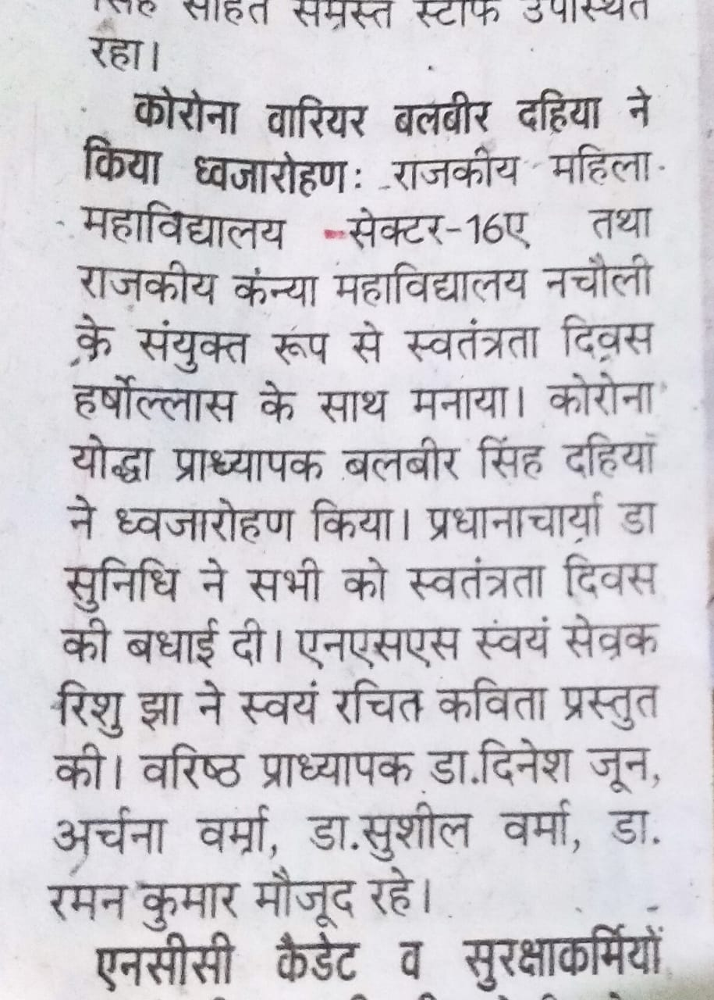 सिंह सहित समस्त स्टाफ उपस्थित
रहा।
कोरोना वारियर बलबीर दहिया ने
किया ध्वजारोहण: राजकीय महिला
महाविद्यालय सेक्टर-16ए तथा
राजकीय कन्या महाविद्यालय नचौली
के संयुक्त रूप से स्वतंत्रता दिवस
हर्षोल्लास के साथ मनाया। कोरोना
योद्धा प्राध्यापक बलबीर सिंह दहिया
ने ध्वजारोहण किया। प्रधानाचार्या डा
सुनिधि ने सभी को स्वतंत्रता दिवस
की बधाई दी। एनएसएस स्वयं सेवक
रिशु झा ने स्वयं रचित कविता प्रस्तुत
की। वरिष्ठ प्राध्यापक डा.दिनेश जून,
अर्चना वर्मा, डा.सुशील वर्मा, डा.
रमन कुमार मौजूद रहे।
एनसीसी कैडेट व सुरक्षाकर्मियों